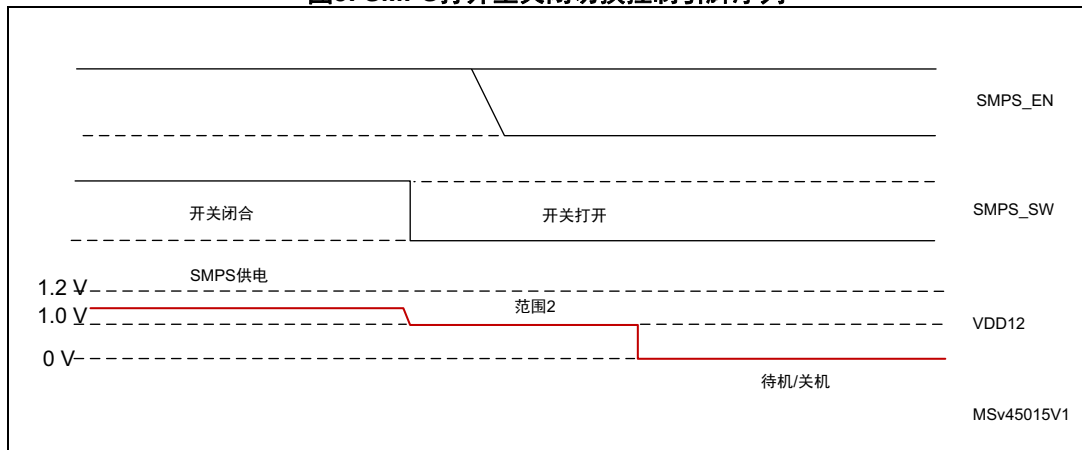 SMPS_EN
SMPS_SW
开关闭合
开关打开
SMPS供电
1.2 V
范围2
1.0 V
VDD12
0 V
待机/关机
MSv45015V1